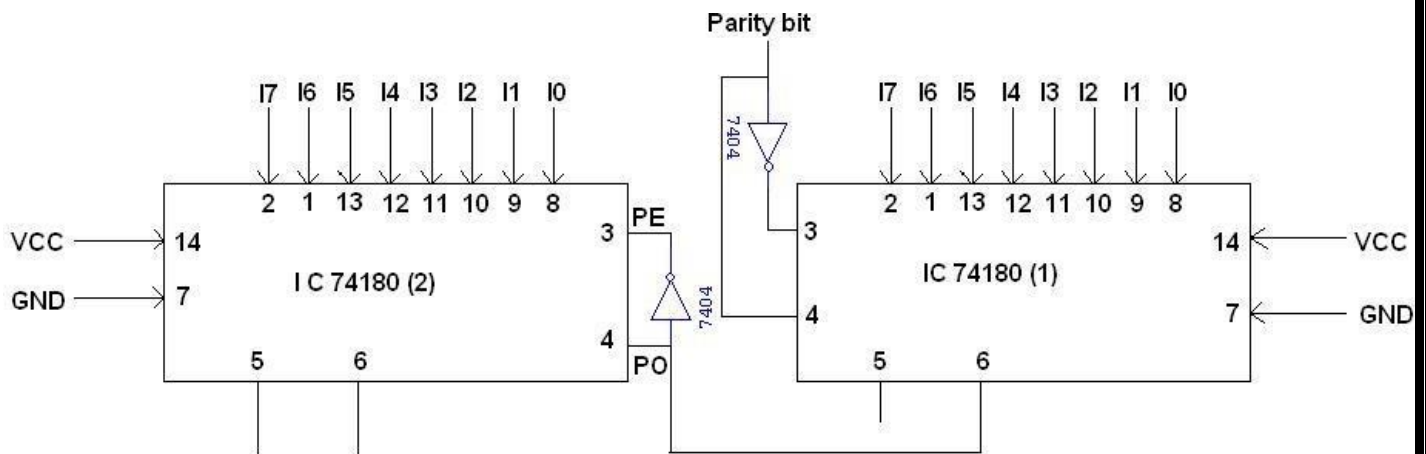 Parity bit
I7 I6 I5 I4 I3 I2 I1 I0
I7 I6 I5 I4 I3 I2 I1 I0
7404
2 1 13 12 11 10 9 8
2 1 13 12 11 10 9 8
PE
3
3
VCC
14
14
VCC
I C 74180 (2)
IC 74180 (1)
GND
7
7404
4
7
GND
4
PO
5 6
5 6